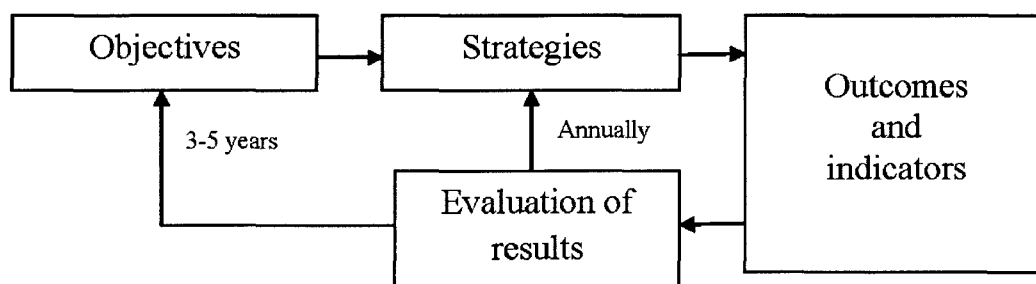 Objectives
Strategies
Outcomes
and
indicators
3-5 years
Annually
Evaluation of
results